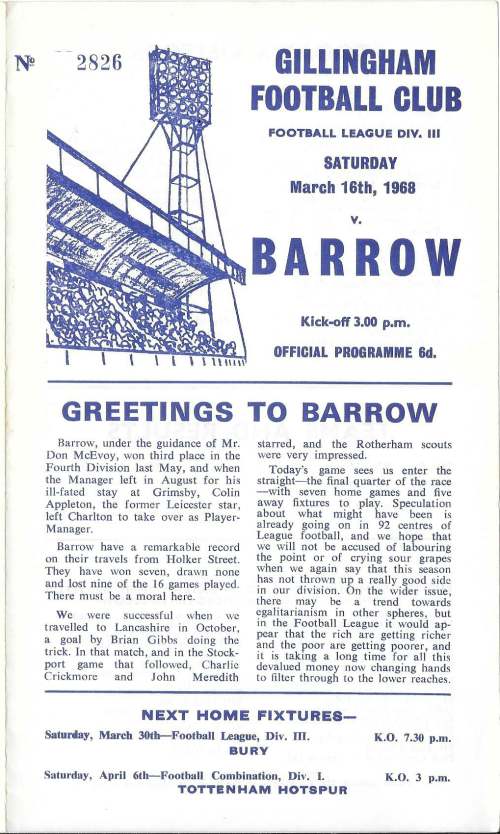 Nº 2826
GILLINGHAM
FOOTBALL CLUB
FOOTBALL LEAGUE DIV. III
SATURDAY
March 16th, 1968
v.
BARROW
Kick-off 3.00 p.m.
OFFICIAL PROGRAMME 6d.
GREETINGS TO BARROW
Barrow, under the guidance of Mr.
Don McEvoy, won third place in the
Fourth Division last May, and when
the Manager left in August for his
ill-fated stay at Grimsby, Colin
Appleton, the former Leicester star,
left Charlton to take over as Player-
Manager.
Barrow have a remarkable record
on their travels from Holker Street.
They have won seven, drawn none
and lost nine of the 16 games played.
There must be a moral here.
We were successful when we
travelled to Lancashire in October,
a goal by Brian Gibbs doing the
trick. In that match, and in the Stock-
port game that followed, Charlie
Crickmore and John Meredith
starred, and the Rotherham scouts
were very impressed.
Today's game sees us enter the
straight—the final quarter of the race
—with seven home games and five
away fixtures to play. Speculation
about what might have been is
already going on in 92 centres of
League football, and we hope that
we will not be accused of labouring
the point or of crying sour grapes
when we again say that this season
has not thrown up a really good side
in our division. On the wider issue,
there may be a trend towards
egalitarianism in other spheres, but
in the Football League it would ap-
pear that the rich are getting richer
and the poor are getting poorer, and
it is taking a long time for all this
devalued money now changing hands
to filter through to the lower reaches.
NEXT HOME FIXTURES—
Saturday, March 30th—Football League, Div. III. K.O. 7.30 p.m.
BURY
Saturday, April 6th—Football Combination, Div. I. K.O. 3 p.m.
TOTTENHAM HOTSPUR